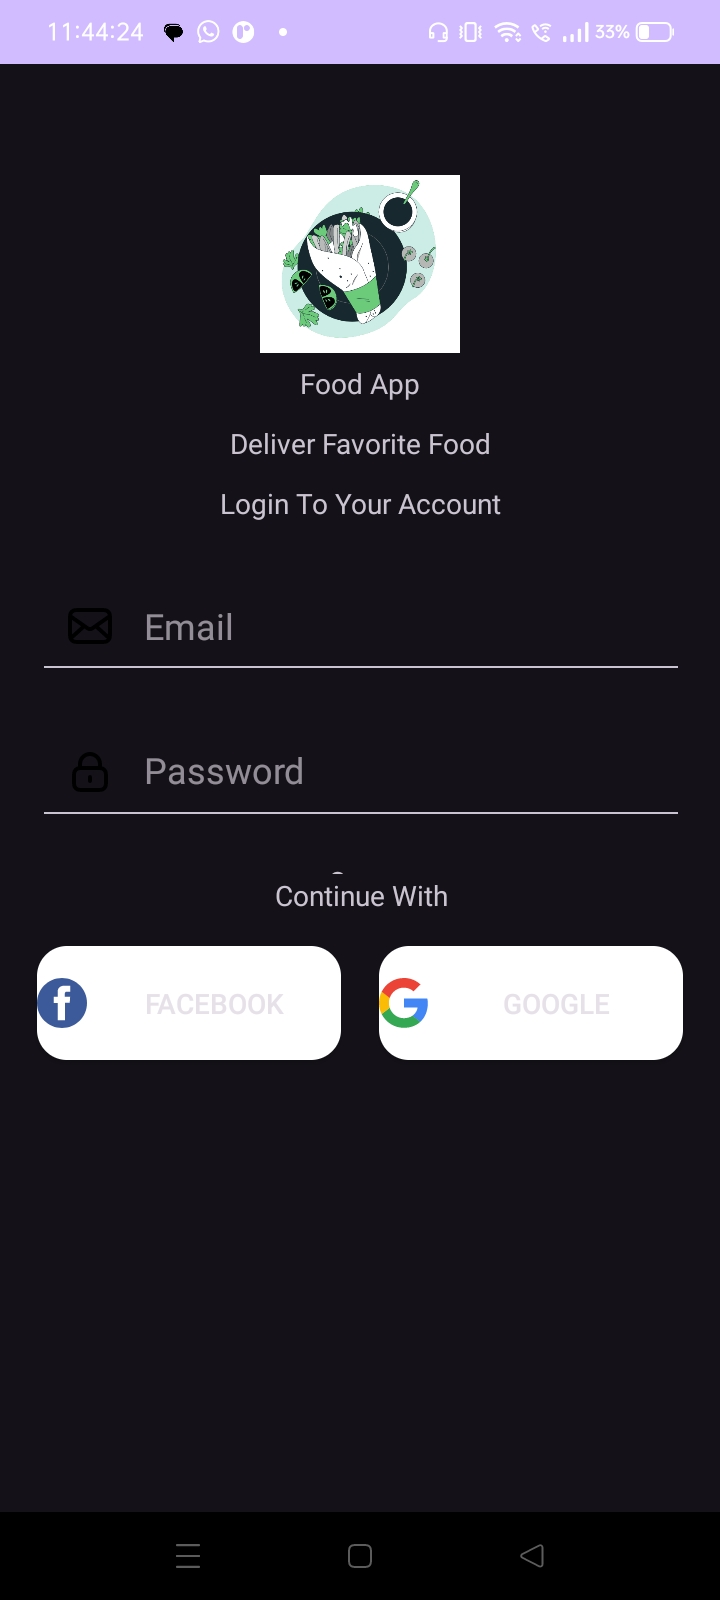 11:44:24
33%
Food App
Deliver Favorite Food
Login To Your Account
Email
Password
Continue With
FACEBOOK
GOOGLE